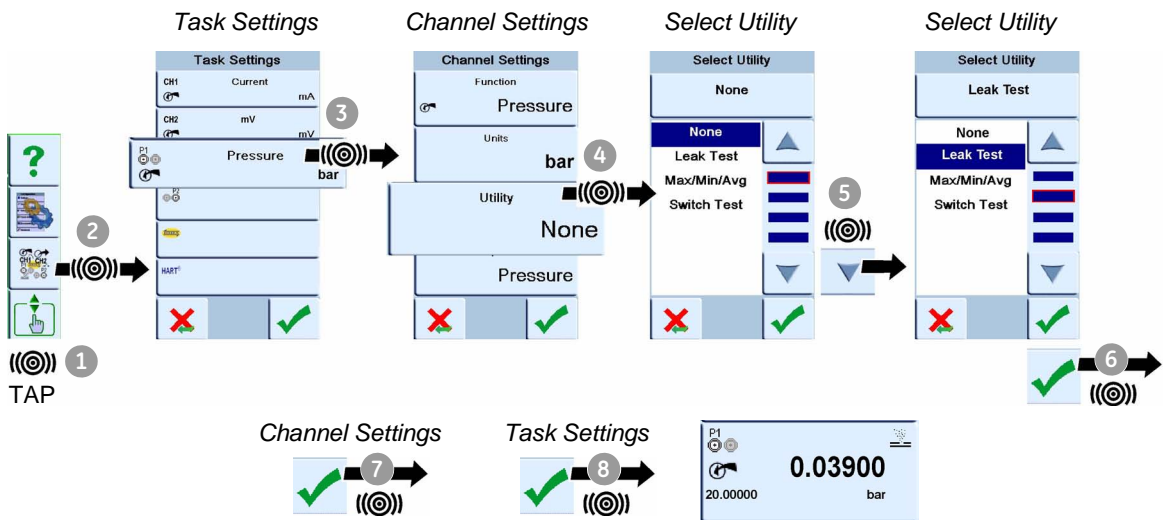 Task Settings
Channel Settings
Select Utility
Select Utility
Task Settings
CH1 Current
mA
CH2 mV
mV
P1
Pressure
bar
P2
HART
?
2
3
1
TAP
Channel Settings
Function
Pressure
Units
bar
Utility
None
Pressure
4
Select Utility
None
None
Leak Test
Max/Min/Avg
Switch Test
5
Select Utility
Leak Test
None
Leak Test
Max/Min/Avg
Switch Test
6
Channel Settings
7
Task Settings
8
P1
0.03900
20.00000 bar